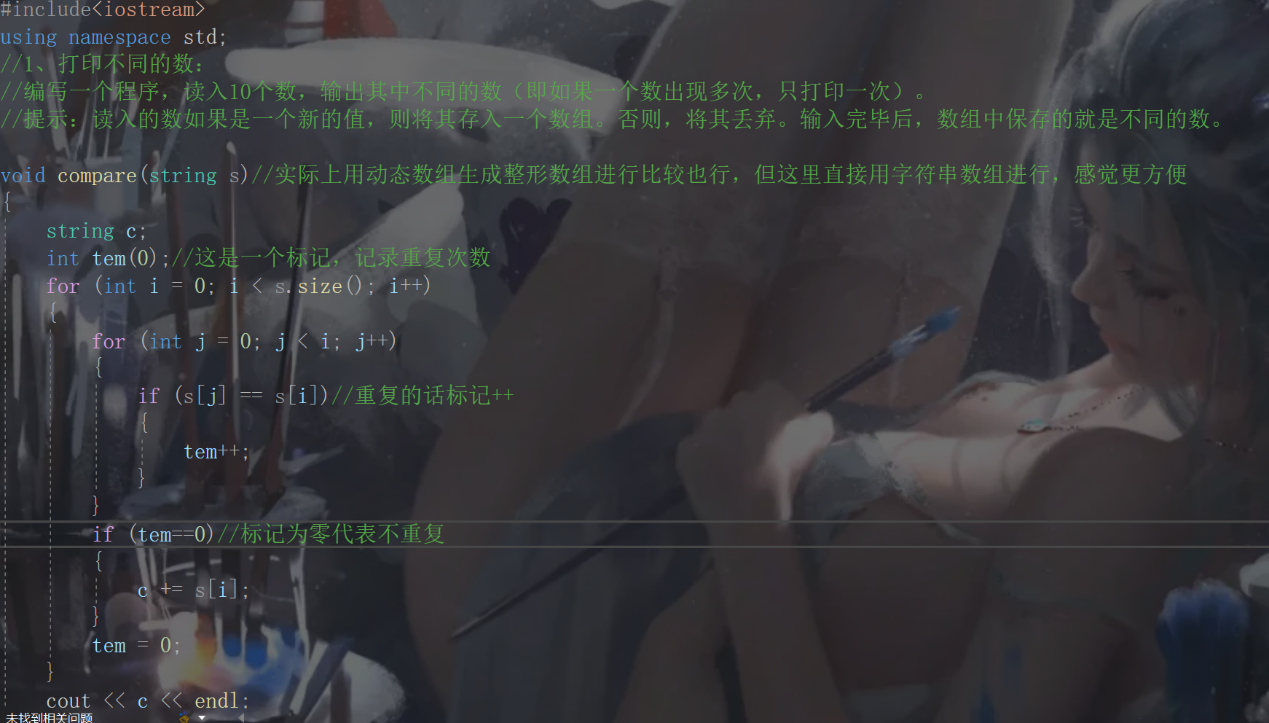 #include<iostream>
using namespace std;
//1、打印不同的数:
//编写一个程序，读入10个数，输出其中不同的数（即如果一个数出现多次，只打印一次）。
//提示：读入的数如果是一个新的值，则将其存入一个数组。否则，将其丢弃。输入完毕后，数组中保存的就是不同的数。
void compare(string s)//实际上用动态数组生成整形数组进行比较也行，但这里直接用字符串数组进行，感觉更方便
{
string c;
int tem(0);//这是一个标记，记录重复次数
for (int i = 0; i < s.size(); i++)
{
for (int j = 0; j < i; j++)
{
if (s[j] == s[i])//重复的话标记++
{
tem++;
}
}
if (tem==0)//标记为零代表不重复
{
c += s[i];
}
tem = 0;
}
cout << c << endl;
未找到相关问题